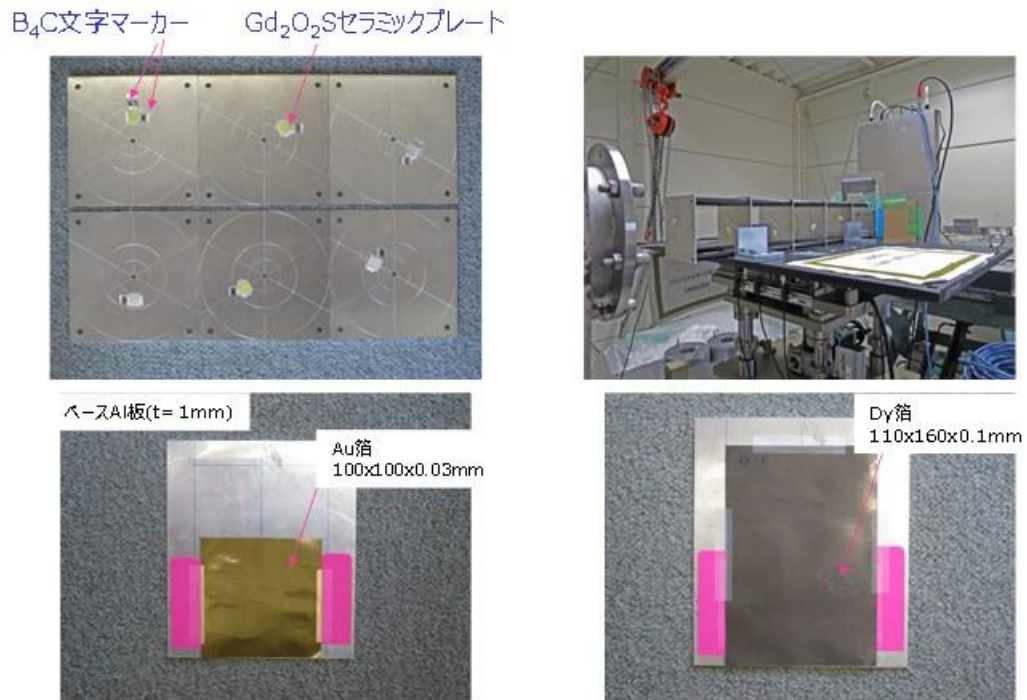 B₄C文字マーカー
Gd₂O₂Sセラミックプレート
ベースAl板(t= 1mm)
Au箔
100x100x0.03mm
Dy箔
110x160x0.1mm